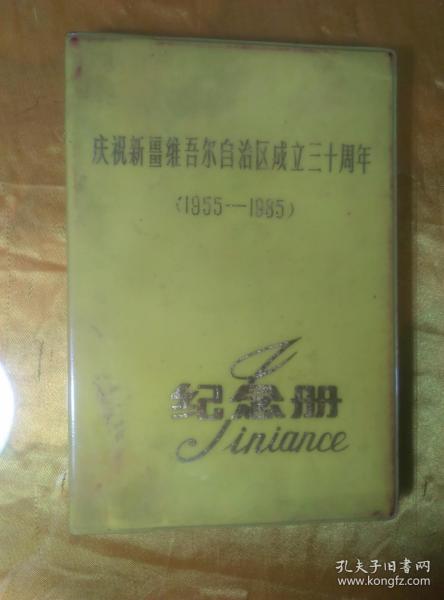 庆祝新疆维吾尔自治区成立三十周年
(1955—1985)
纪念册
Jiniance
孔夫子旧书网
www.kongfz.com